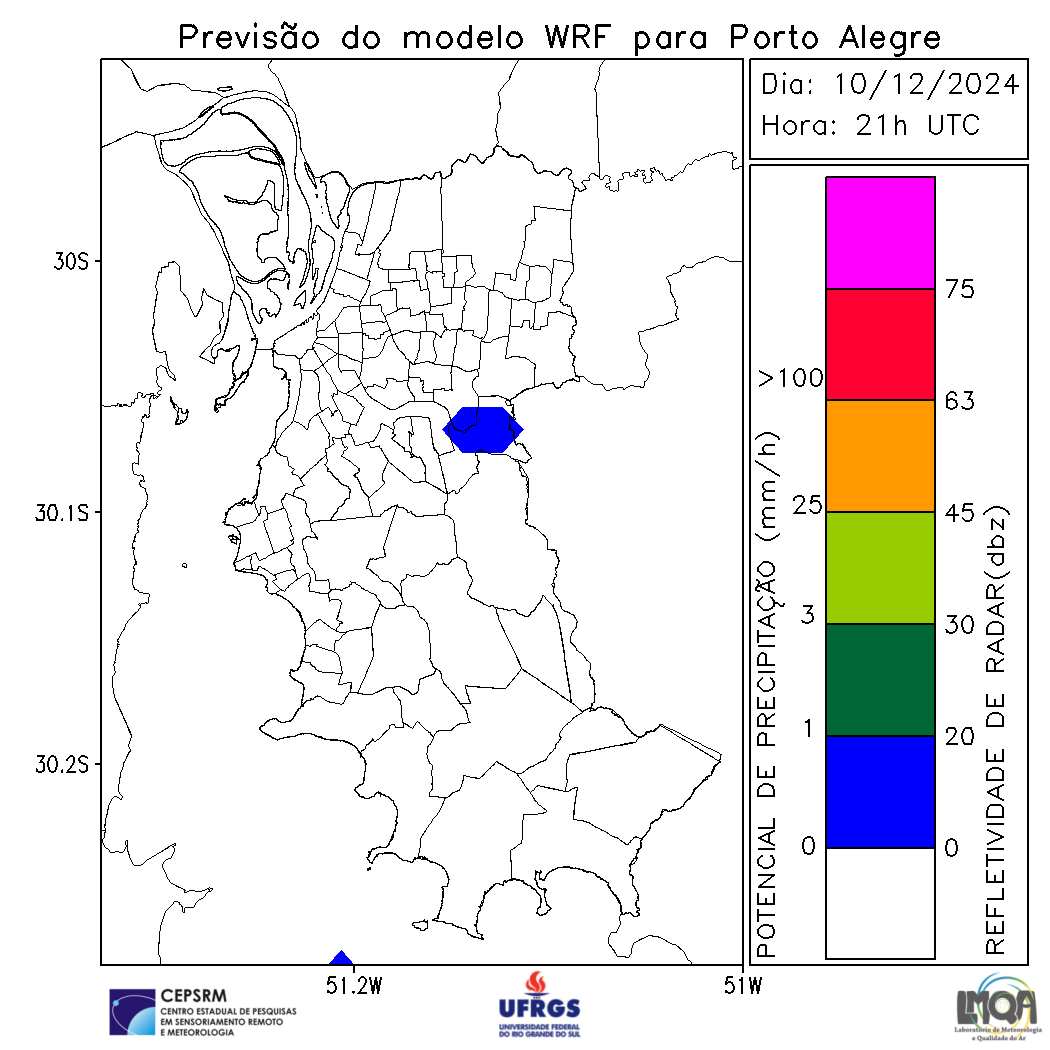 Previsão do modelo WRF para Porto Alegre
Dia: 10/12/2024
Hora: 21h UTC
30S
30.1S
30.2S
51.2W
51W
POTENCIAL DE PRECIPITAÇÃO (mm/h)
>100
25
3
1
0
75
63
45
30
20
0
REFLETIVIDADE DE RADAR(dbz)
CEPSRM
CENTRO ESTADUAL DE PESQUISAS
EM SENSORIAMENTO REMOTO
E METEOROLOGIA
UFRGS
UNIVERSIDADE FEDERAL
DO RIO GRANDE DO SUL
LMQA
Laboratório de Meteorologia
e Qualidade do Ar